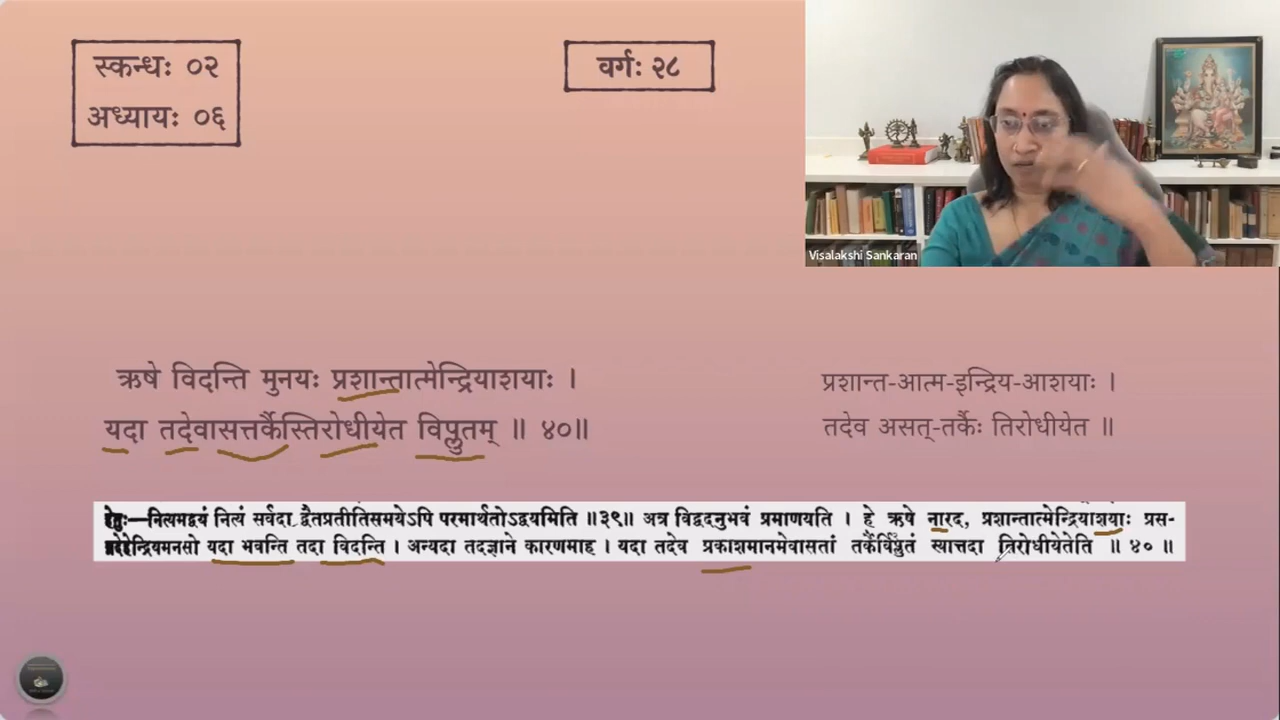 स्कन्धः ०२
अध्यायः ०६
वर्गः २८
Visalakshi Sankaran
ऋषे विदन्ति मुनयः प्रशान्तात्मेन्द्रियाशयाः ।
यदा तदेवासत्तर्कैस्तिरोधीयेत विप्लुतम् ॥ ४०॥
प्रशान्त-आत्म-इन्द्रिय-आशयाः ।
तदेव असत्-तर्कैः तिरोधीयेत ॥
हेतुः—नित्यमद्वयं नित्यं सर्वदा द्वैतप्रतीतिसमयेऽपि परमार्थतोऽद्वयमिति ॥३९॥ अत्र विद्वदनुभवं प्रमाणयति । हे ऋषे नारद, प्रशान्तात्मेन्द्रियाशयाः प्रस-
न्नदेहेन्द्रियमनसो यदा भवन्ति तदा विदन्ति । अन्यदा तदज्ञाने कारणमाह । यदा तदेव प्रकाशमानमेवासतां तर्कैर्विप्लुतं स्यात्तदा तिरोधीयेतेति ॥ ४० ॥